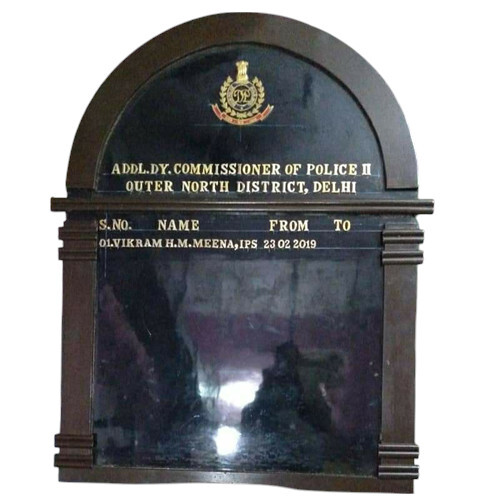 ADDL.DY. COMMISSIONER OF POLICE II
OUTER NORTH DISTRICT, DELHI
S.NO. NAME FROM TO
01.VIKRAM H.M.MEENA, IPS 23 02 2019